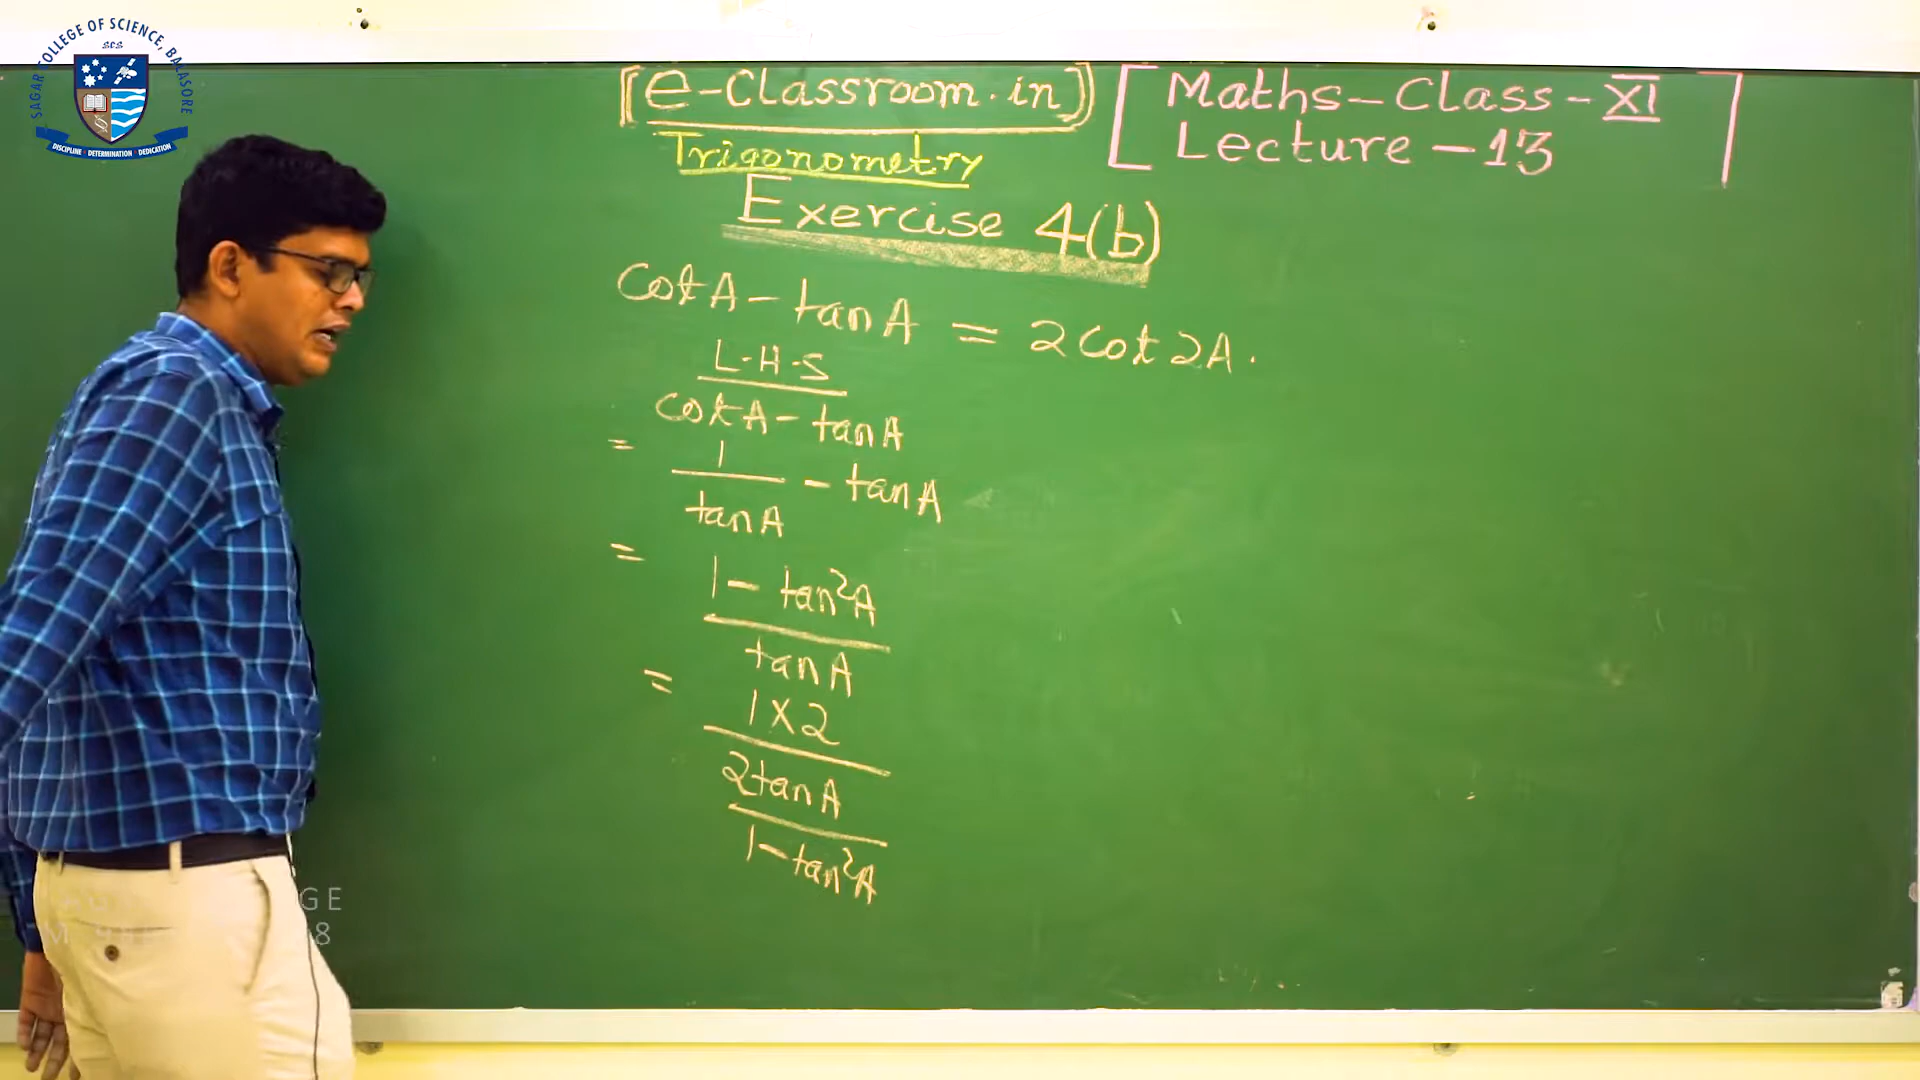 SAGAR COLLEGE OF SCIENCE, BALASORE
SCS
DISCIPLINE · DETERMINATION · DEDICATION
[e-Classroom.in]
[Maths - Class - XI
Lecture - 13]
Trigonometry
Exercise 4(b)
cotA - tanA = 2cot2A.
L.H.S
cotA - tanA
= 1/tanA - tanA
= 1 - tan²A
tanA
= 1 X 2
2tanA
1 - tan²A